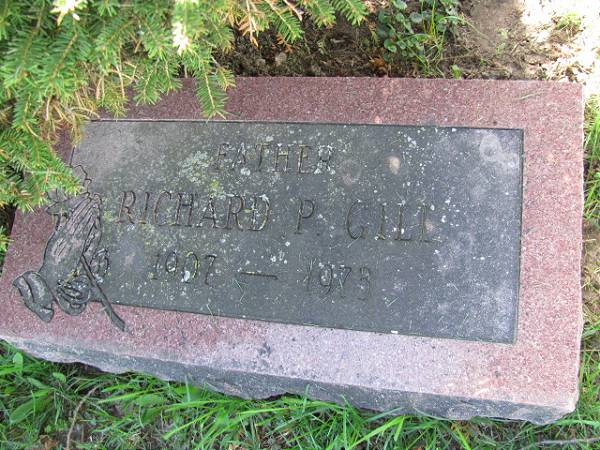 FATHER
RICHARD P. GILL
1907 — 1973